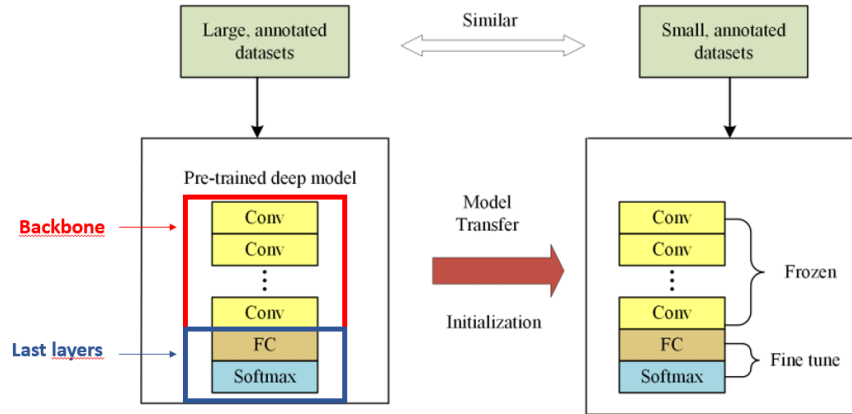 Large, annotated
datasets
Similar
Small, annotated
datasets
Pre-trained deep model
Backbone
Conv
Conv
Conv
Last layers
FC
Softmax
Model
Transfer
Initialization
Conv
Conv
Conv
Frozen
FC
Softmax
Fine tune